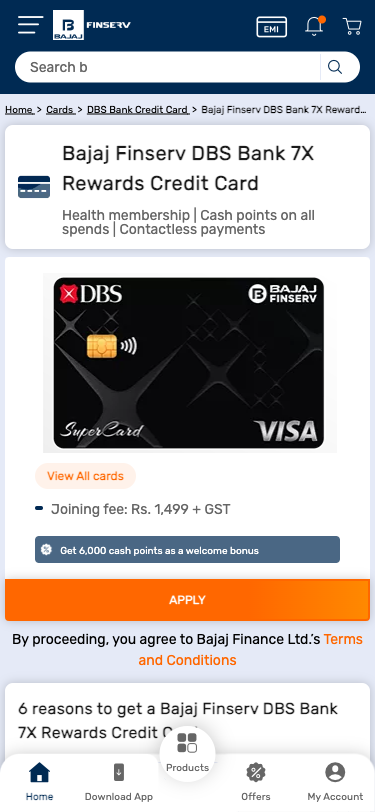 BAJAJ FINSERV
EMI
Search b
Home > Cards > DBS Bank Credit Card > Bajaj Finserv DBS Bank 7X Reward...
Bajaj Finserv DBS Bank 7X
Rewards Credit Card
Health membership | Cash points on all
spends | Contactless payments
DBS
BAJAJ
FINSERV
SuperCard
VISA
View All cards
Joining fee: Rs. 1,499 + GST
Get 6,000 cash points as a welcome bonus
APPLY
By proceeding, you agree to Bajaj Finance Ltd.'s Terms
and Conditions
6 reasons to get a Bajaj Finserv DBS Bank
7X Rewards Credit C
Home
Download App
Products
Offers
My Account